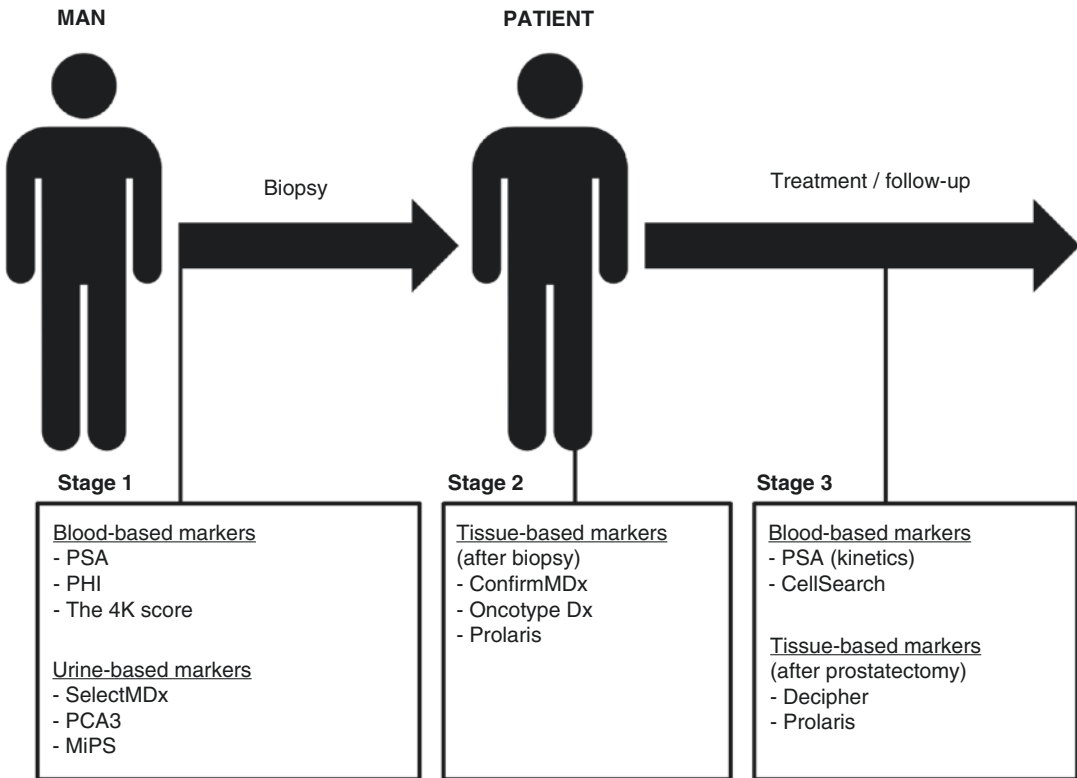 MAN
PATIENT
Biopsy
Treatment / follow-up
Stage 1
Blood-based markers
- PSA
- PHI
- The 4K score
Urine-based markers
- SelectMDx
- PCA3
- MiPS
Stage 2
Tissue-based markers
(after biopsy)
- ConfirmMDx
- Oncotype Dx
- Prolaris
Stage 3
Blood-based markers
- PSA (kinetics)
- CellSearch
Tissue-based markers
(after prostatectomy)
- Decipher
- Prolaris